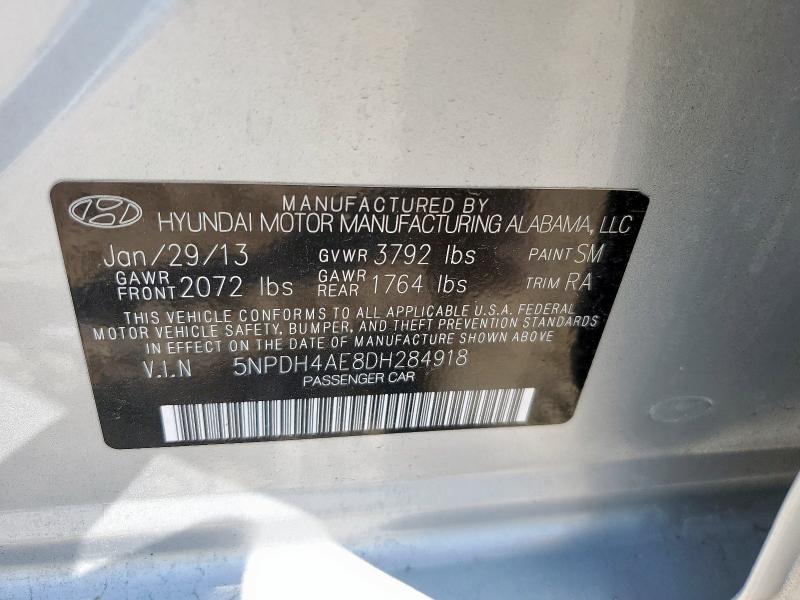 MANUFACTURED BY
HYUNDAI MOTOR MANUFACTURING ALABAMA, LLC
Jan/29/13 GVWR 3792 lbs PAINT SM
GAWR FRONT 2072 lbs GAWR REAR 1764 lbs TRIM RA
THIS VEHICLE CONFORMS TO ALL APPLICABLE U.S.A. FEDERAL
MOTOR VEHICLE SAFETY, BUMPER, AND THEFT PREVENTION STANDARDS
IN EFFECT ON THE DATE OF MANUFACTURE SHOWN ABOVE
V.I.N 5NPDH4AE8DH284918
PASSENGER CAR